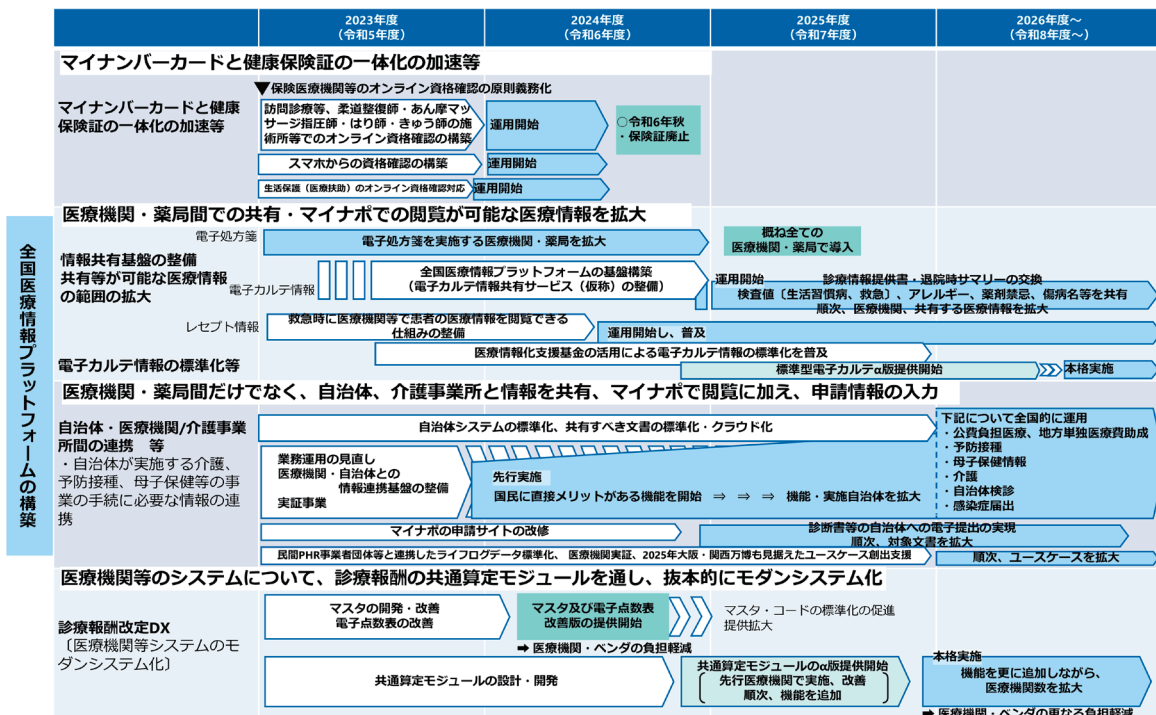 2023年度
（令和5年度）
2024年度
（令和6年度）
2025年度
（令和7年度）
2026年度～
（令和8年度～）
全国医療情報プラットフォームの構築
マイナンバーカードと健康保険証の一体化の加速等
マイナンバーカードと健康
保険証の一体化の加速等
▼保険医療機関等のオンライン資格確認の原則義務化
訪問診療等、柔道整復師・あん摩マッ
サージ指圧師・はり師・きゅう師の施
術所等でのオンライン資格確認の構築
運用開始
○令和6年秋
・保険証廃止
スマホからの資格確認の構築
運用開始
生活保護（医療扶助）のオンライン資格確認対応
運用開始
医療機関・薬局間での共有・マイナポでの閲覧が可能な医療情報を拡大
情報共有基盤の整備
共有等が可能な医療情報
の範囲の拡大
電子処方箋
電子処方箋を実施する医療機関・薬局を拡大
概ね全ての
医療機関・薬局で導入
電子カルテ情報
全国医療情報プラットフォームの基盤構築
（電子カルテ情報共有サービス（仮称）の整備）
運用開始
診療情報提供書・退院時サマリーの交換
検査値〔生活習慣病、救急〕、アレルギー、薬剤禁忌、傷病名等を共有
順次、医療機関、共有する医療情報を拡大
レセプト情報
救急時に医療機関等で患者の医療情報を閲覧できる
仕組みの整備
運用開始し、普及
電子カルテ情報の標準化等
医療情報化支援基金の活用による電子カルテ情報の標準化を普及
標準型電子カルテα版提供開始
本格実施
医療機関・薬局間だけでなく、自治体、介護事業所と情報を共有、マイナポで閲覧に加え、申請情報の入力
自治体・医療機関/介護事業
所間の連携　等
・自治体が実施する介護、
予防接種、母子保健等の事
業の手続に必要な情報の連
携
自治体システムの標準化、共有すべき文書の標準化・クラウド化
業務運用の見直し
医療機関・自治体との
情報連携基盤の整備
実証事業
先行実施
国民に直接メリットがある機能を開始　⇒　⇒　⇒　機能・実施自治体を拡大
下記について全国的に運用
・公費負担医療、地方単独医療費助成
・予防接種
・母子保健情報
・介護
・自治体検診
・感染症届出
マイナポの申請サイトの改修
診断書等の自治体への電子提出の実現
順次、対象文書を拡大
民間PHR事業者団体等と連携したライフログデータ標準化、 医療機関実証、2025年大阪・関西万博も見据えたユースケース創出支援
順次、ユースケースを拡大
医療機関等のシステムについて、診療報酬の共通算定モジュールを通し、抜本的にモダンシステム化
診療報酬改定DX
〔医療機関等システムのモ
ダンシステム化〕
マスタの開発・改善
電子点数表の改善
マスタ及び電子点数表
改善版の提供開始
マスタ・コードの標準化の促進
提供拡大
➡ 医療機関・ベンダの負担軽減
共通算定モジュールの設計・開発
共通算定モジュールのα版提供開始
先行医療機関で実施、改善
順次、機能を追加
本格実施
機能を更に追加しながら、
医療機関数を拡大
➡ 医療機関・ベンダの更なる負担軽減